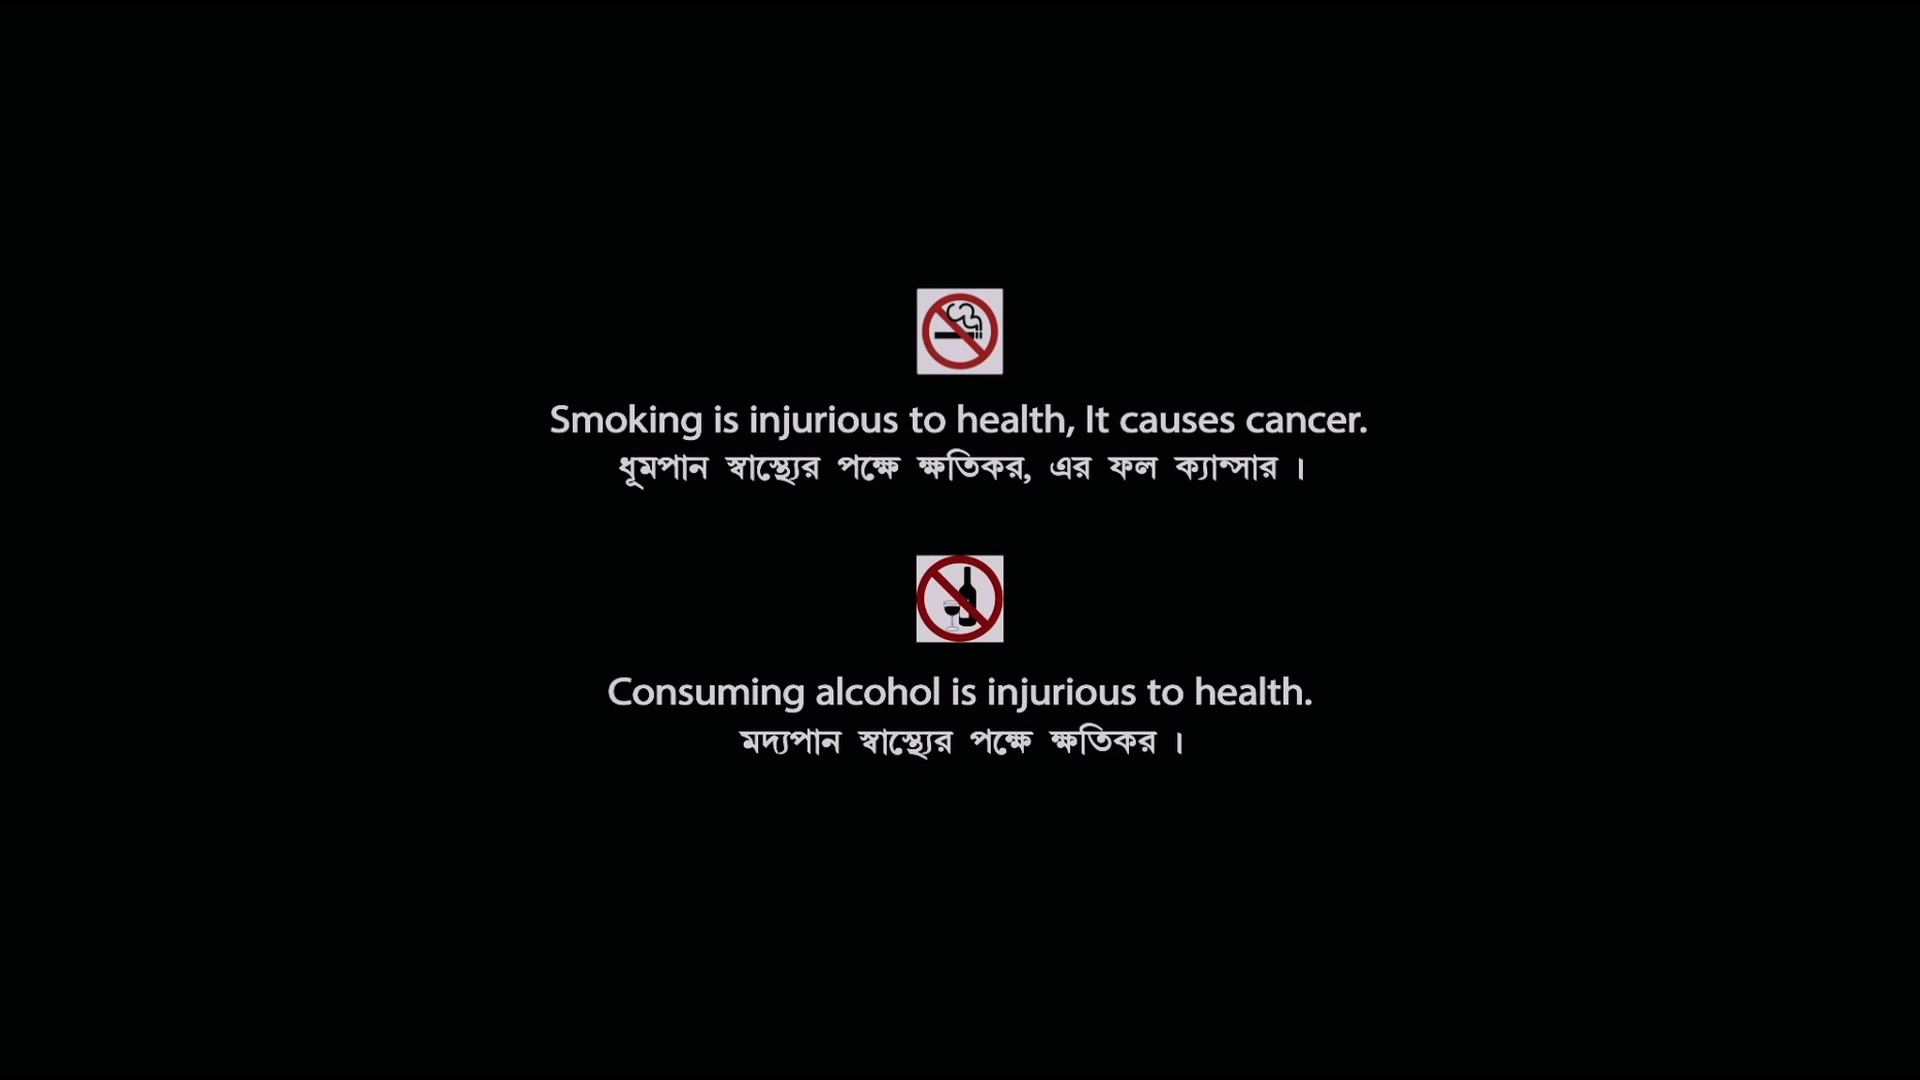 Smoking is injurious to health, It causes cancer.
ধূমপান স্বাস্থ্যের পক্ষে ক্ষতিকর, এর ফল ক্যান্সার ।
Consuming alcohol is injurious to health.
মদ্যপান স্বাস্থ্যের পক্ষে ক্ষতিকর ।